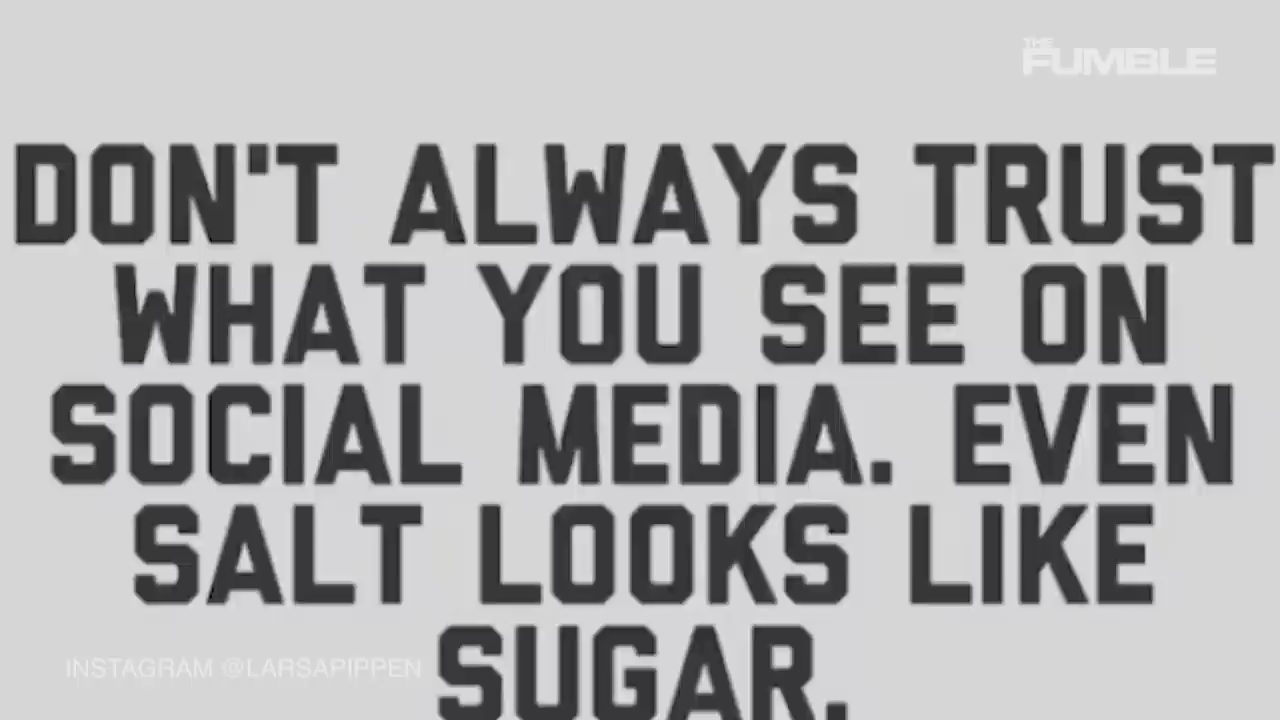 THE
FUMBLE
DON'T ALWAYS TRUST
WHAT YOU SEE ON
SOCIAL MEDIA. EVEN
SALT LOOKS LIKE
SUGAR.
INSTAGRAM @LARSAPIPPEN